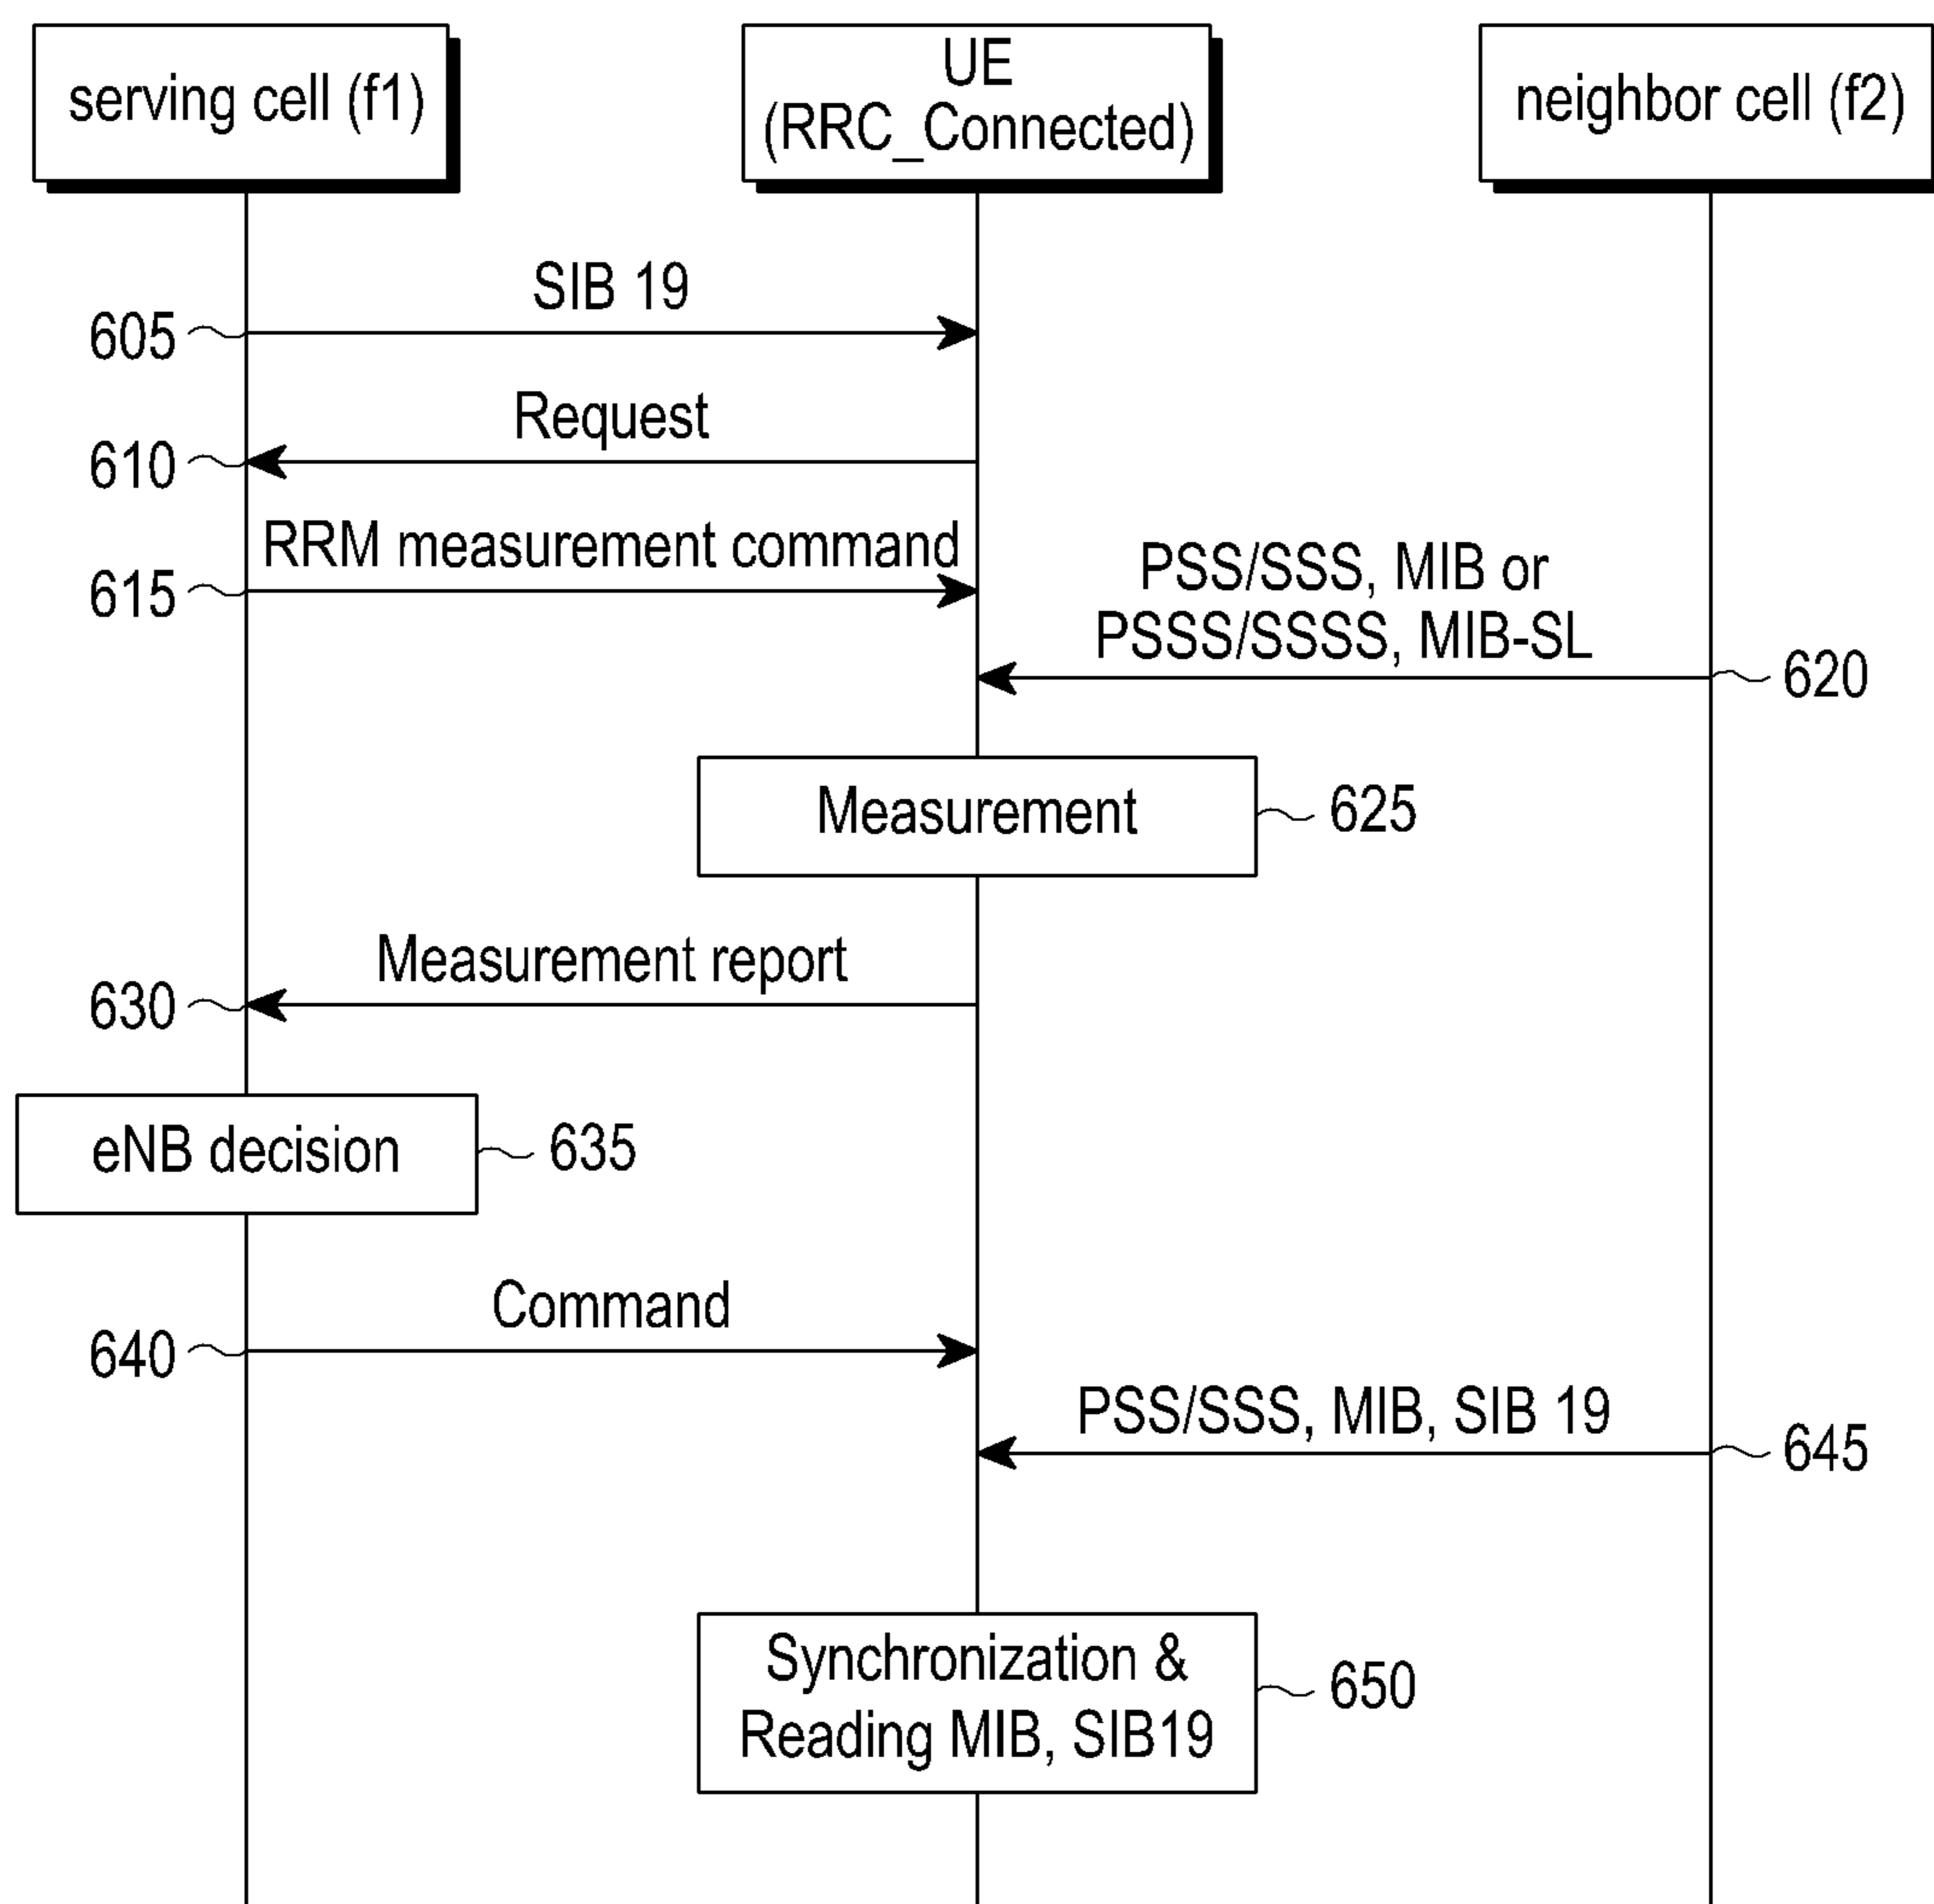 serving cell (f1)
UE
(RRC_Connected)
neighbor cell (f2)
SIB 19
605
Request
610
RRM measurement command
615
PSS/SSS, MIB or
PSSS/SSSS, MIB-SL
620
Measurement
625
Measurement report
630
eNB decision
635
Command
640
PSS/SSS, MIB, SIB 19
645
Synchronization &
Reading MIB, SIB19
650